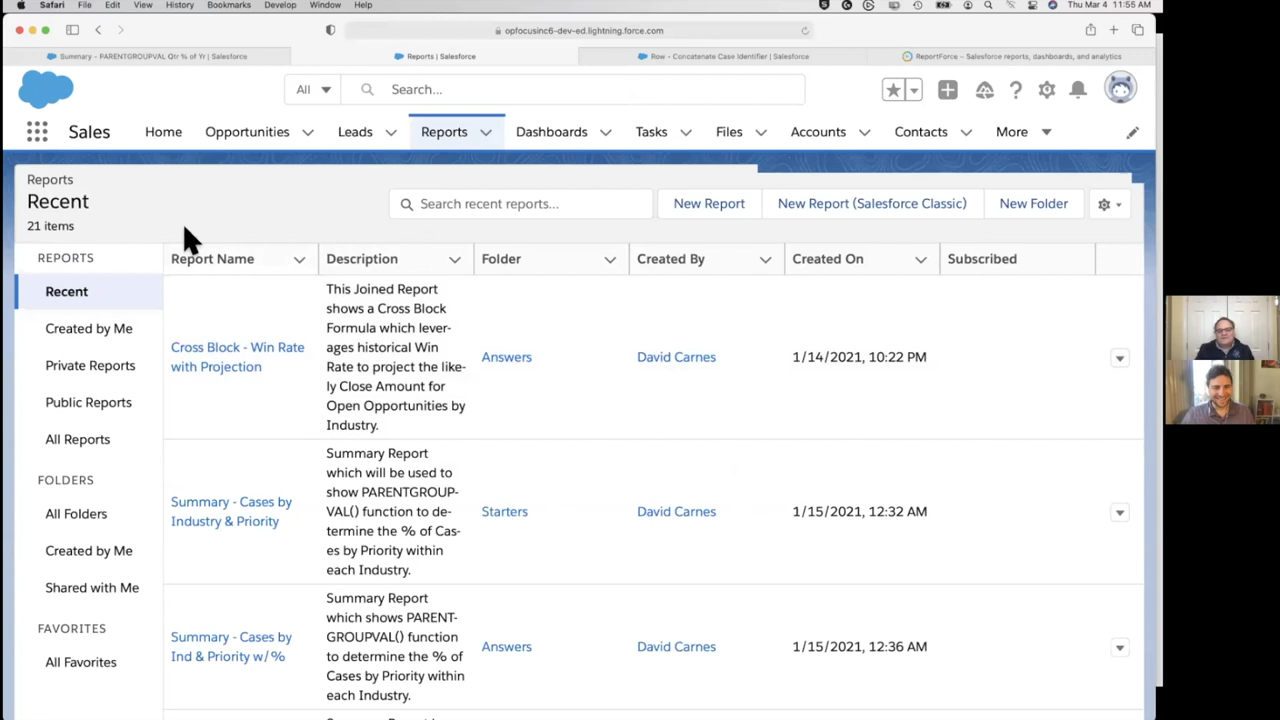 Safari File Edit View History Bookmarks Develop Window Help Thu Mar 4 11:55 AM
opfocusinc6-dev-ed.lightning.force.com
Summary - PARENTGROUPVAL Qtr % of Yr | Salesforce Reports | Salesforce Row - Concatenate Case Identifier | Salesforce ReportForce – Salesforce reports, dashboards, and analytics
All Search...
Sales Home Opportunities Leads Reports Dashboards Tasks Files Accounts Contacts More
Reports
Recent
21 items
Search recent reports...
New Report New Report (Salesforce Classic) New Folder
REPORTS
Recent
Created by Me
Private Reports
Public Reports
All Reports
FOLDERS
All Folders
Created by Me
Shared with Me
FAVORITES
All Favorites
Report Name Description Folder Created By Created On Subscribed
Cross Block - Win Rate
with Projection
This Joined Report
shows a Cross Block
Formula which lever-
ages historical Win
Rate to project the like-
ly Close Amount for
Open Opportunities by
Industry.
Answers David Carnes 1/14/2021, 10:22 PM
Summary - Cases by
Industry & Priority
Summary Report
which will be used to
show PARENTGROUP-
VAL() function to de-
termine the % of Cas-
es by Priority within
each Industry.
Starters David Carnes 1/15/2021, 12:32 AM
Summary - Cases by
Ind & Priority w/ %
Summary Report
which shows PARENT-
GROUPVAL() function
to determine the % of
Cases by Priority within
each Industry.
Answers David Carnes 1/15/2021, 12:36 AM